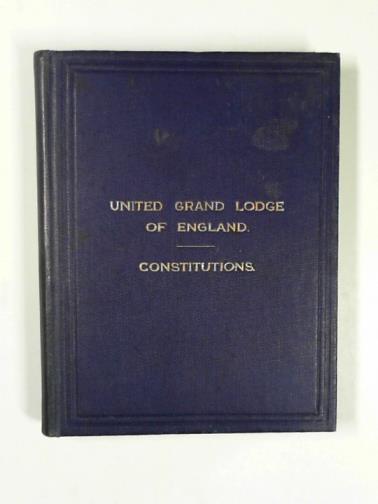 UNITED GRAND LODGE
OF ENGLAND.
CONSTITUTIONS.